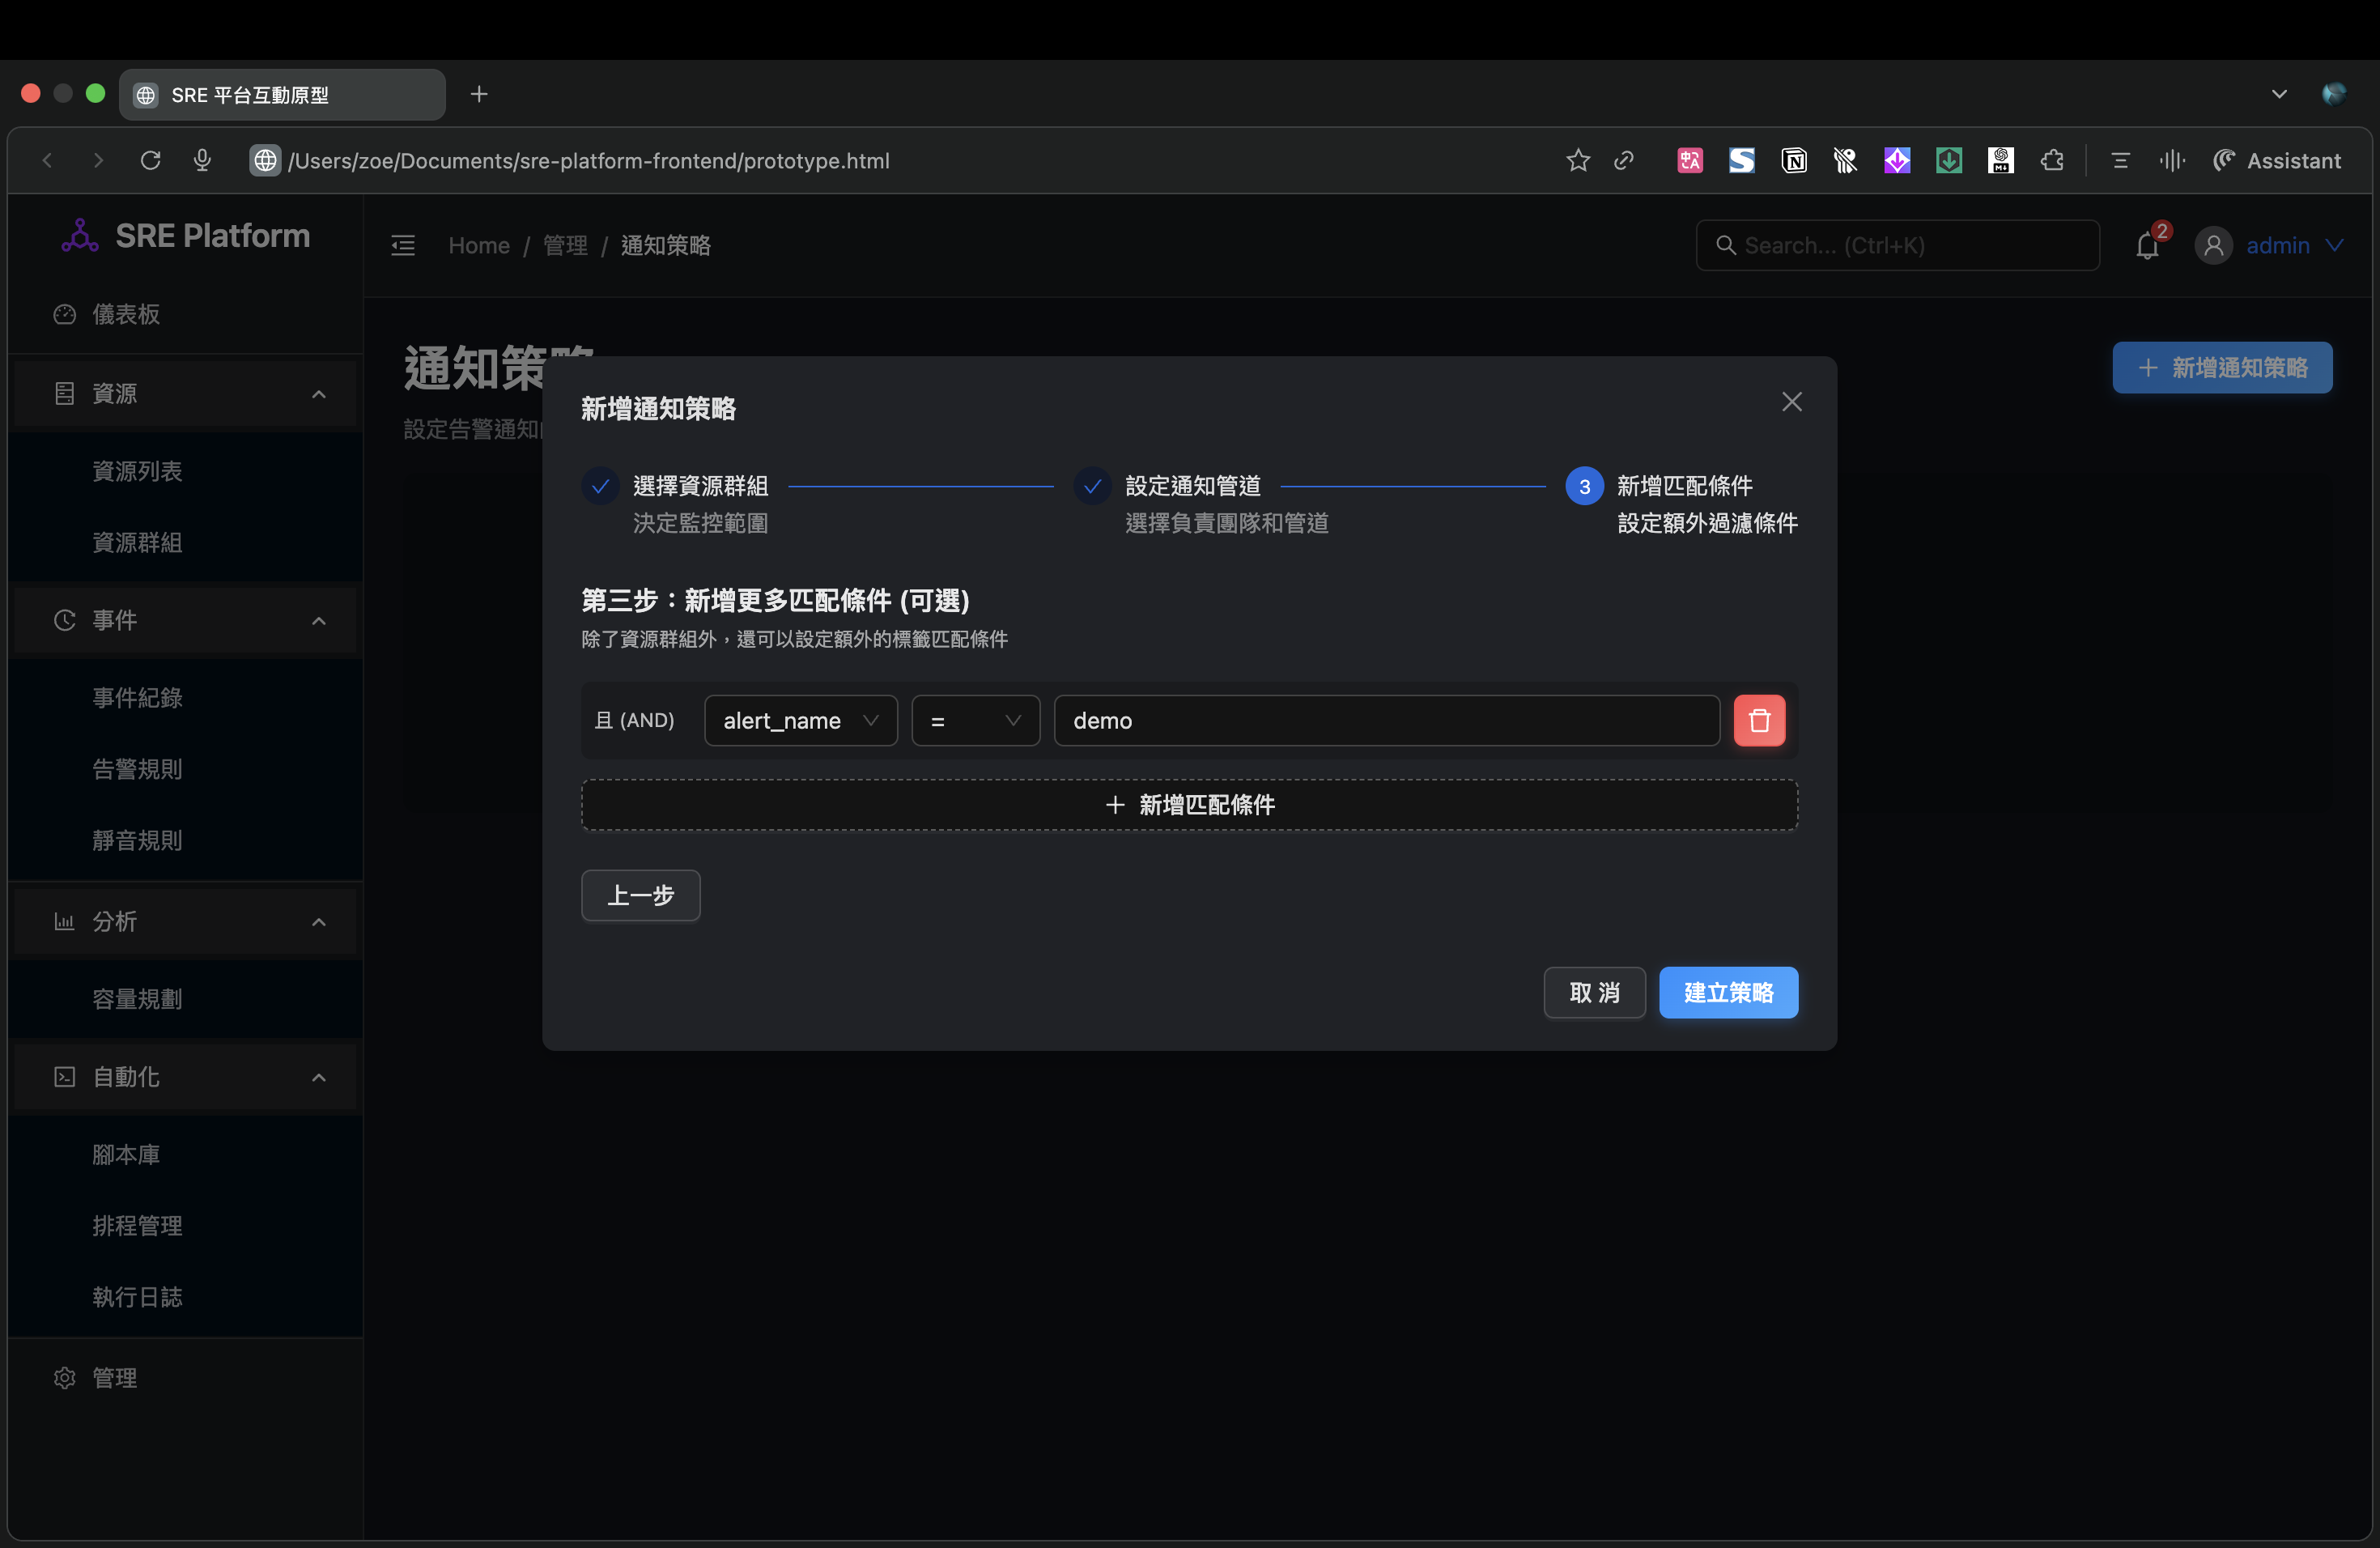 SRE 平台互動原型
/Users/zoe/Documents/sre-platform-frontend/prototype.html
Assistant
SRE Platform
Home / 管理 / 通知策略
Search... (Ctrl+K)
2
admin
儀表板
資源
資源列表
資源群組
事件
事件紀錄
告警規則
靜音規則
分析
容量規劃
自動化
腳本庫
排程管理
執行日誌
管理
通知策略
新增通知策略
設定告警通知
新增通知策略
選擇資源群組
決定監控範圍
設定通知管道
選擇負責團隊和管道
3
新增匹配條件
設定額外過濾條件
第三步：新增更多匹配條件 (可選)
除了資源群組外，還可以設定額外的標籤匹配條件
且 (AND)
alert_name
=
demo
新增匹配條件
上一步
取 消
建立策略